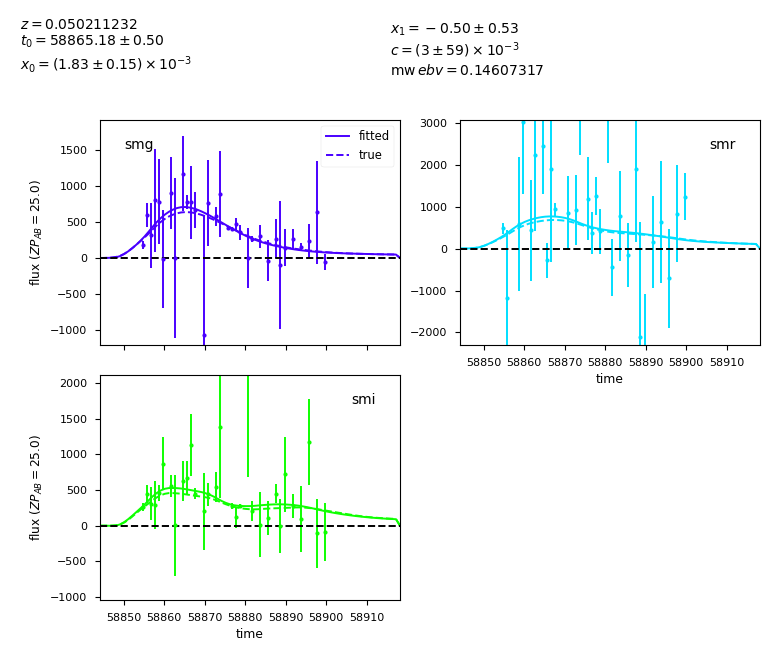 z = 0.050211232
t₀ = 58865.18 ± 0.50
x₀ = (1.83 ± 0.15) × 10⁻³
x₁ = −0.50 ± 0.53
c = (3 ± 59) × 10⁻³
mw ebv = 0.14607317
smg
fitted
true
1500
1000
500
0
−500
−1000
flux (ZP_AB = 25.0)
smr
3000
2000
1000
0
−1000
−2000
58850 58860 58870 58880 58890 58900 58910
time
smi
2000
1500
1000
500
0
−500
−1000
flux (ZP_AB = 25.0)
58850 58860 58870 58880 58890 58900 58910
time